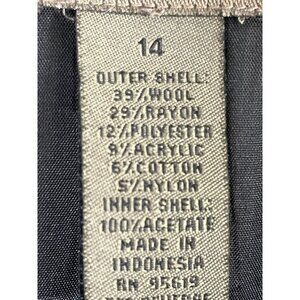 14
OUTER SHELL:
39% WOOL
29% RAYON
12% POLYESTER
9% ACRYLIC
6% COTTON
5% NYLON
INNER SHELL:
100% ACETATE
MADE IN
INDONESIA
RN 95619